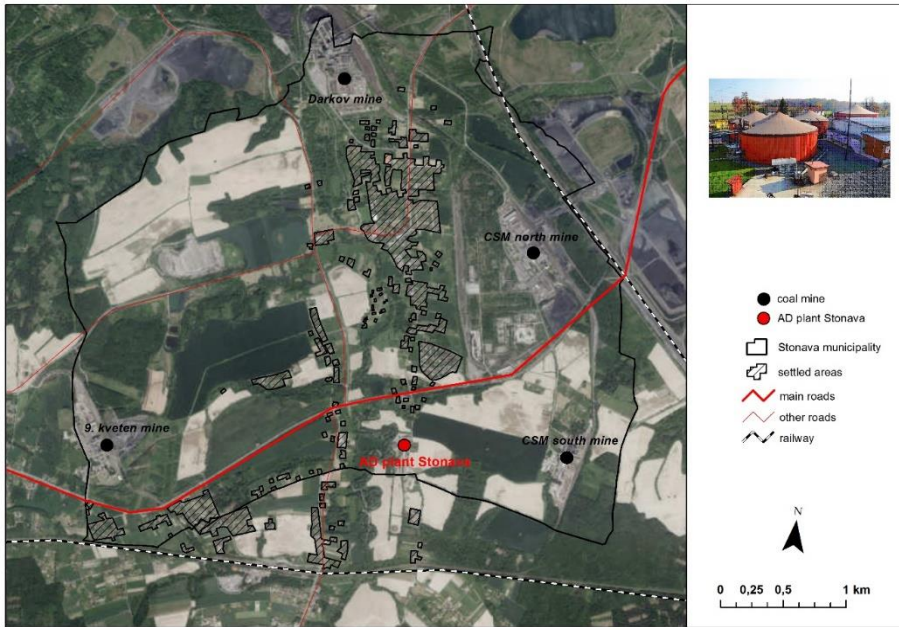 Darkov mine
CSM north mine
9. kveten mine
AD plant Stonava
CSM south mine
coal mine
AD plant Stonava
Stonava municipality
settled areas
main roads
other roads
railway
N
0 0,25 0,5 1 km